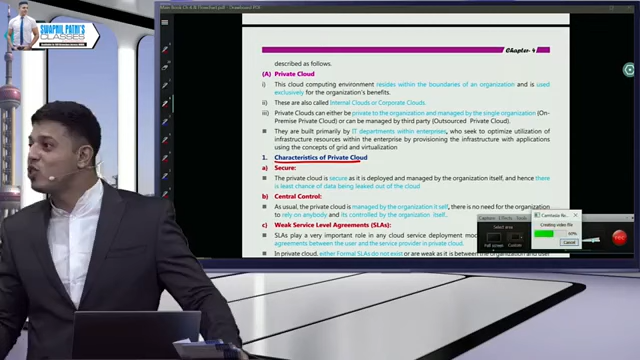 SWAPNIL PATNI'S
CLASSES
Chapter- 4
described as follows.
(A) Private Cloud
i) This cloud computing environment resides within the boundaries of an organization and is used
exclusively for the organization's benefits.
ii) These are also called Internal Clouds or Corporate Clouds.
iii) Private Clouds can either be private to the organization and managed by the single organization (On-
Premise Private Cloud) or can be managed by third party (Outsourced Private Cloud).
They are built primarily by IT departments within enterprises, who seek to optimize utilization of
infrastructure resources within the enterprise by provisioning the infrastructure with applications
using the concepts of grid and virtualization
1. Characteristics of Private Cloud
a) Secure:
The private cloud is secure as it is deployed and managed by the organization itself, and hence there
is least chance of data being leaked out of the cloud
b) Central Control:
As usual, the private cloud is managed by the organization itself, there is no need for the organization
to rely on anybody and its controlled by the organization itself.
c) Weak Service Level Agreements (SLAs):
SLAs play a very important role in any cloud service deployment mod
agreements between the user and the service provider in private cloud.
In private cloud, either Formal SLAs do not exist or are weak as it is between the organization and user
Capture
Effects
Tools
Select area
Full screen
Custom
Camtasia Re...
Creating video file
60%
Cancel
rec